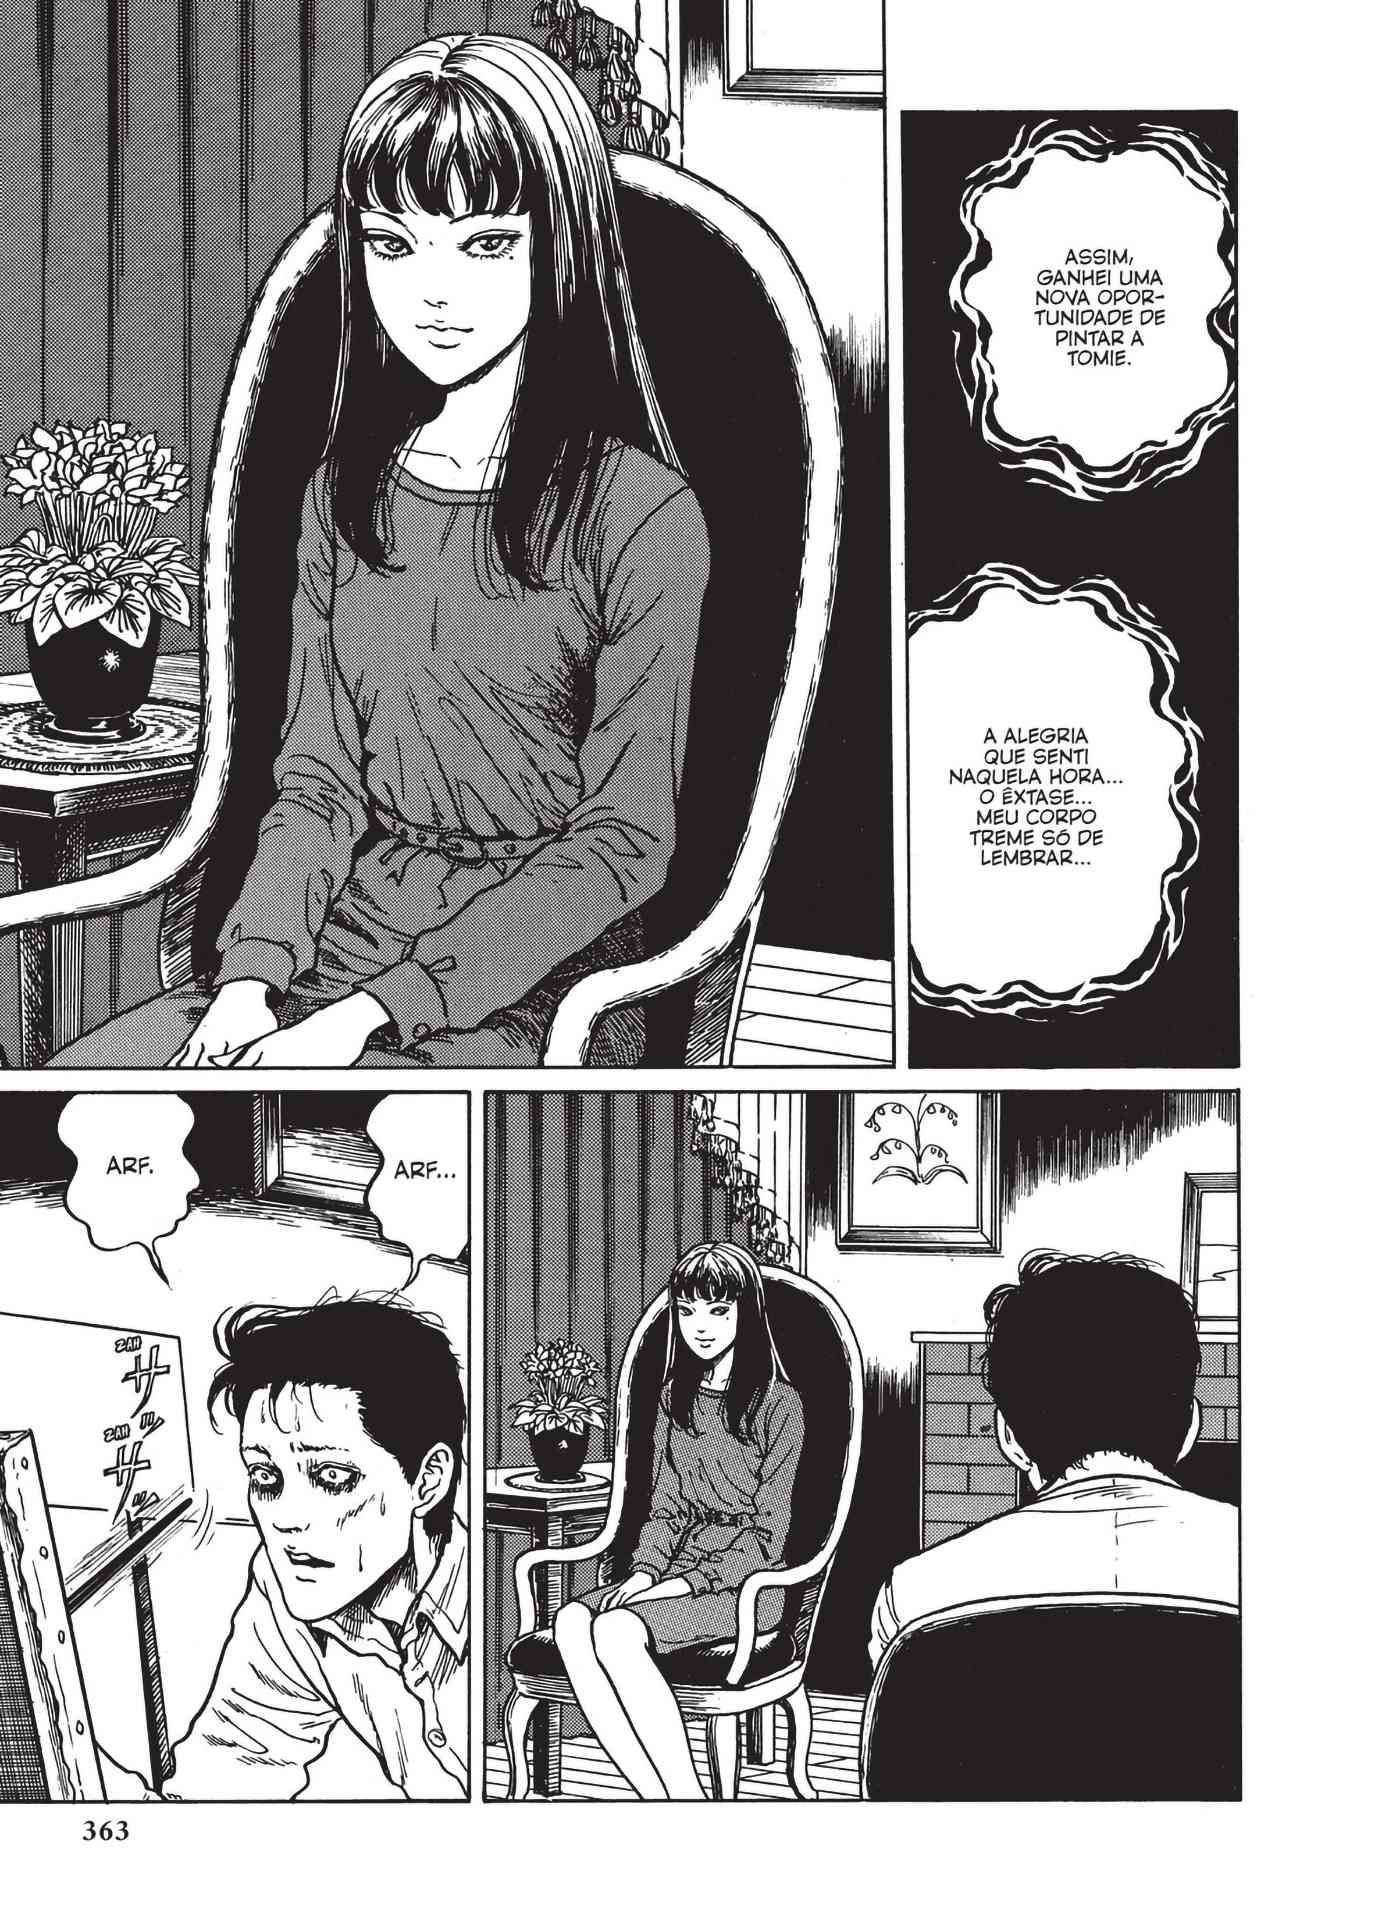 ASSIM,
GANHEI UMA
NOVA OPOR-
TUNIDADE DE
PINTAR A
TOMIE.
A ALEGRIA
QUE SENTI
NAQUELA HORA...
O ÊXTASE...
MEU CORPO
TREME SÓ DE
LEMBRAR...
ARF...
ARF.
ZAH
サッ
ZAH
サッ
363